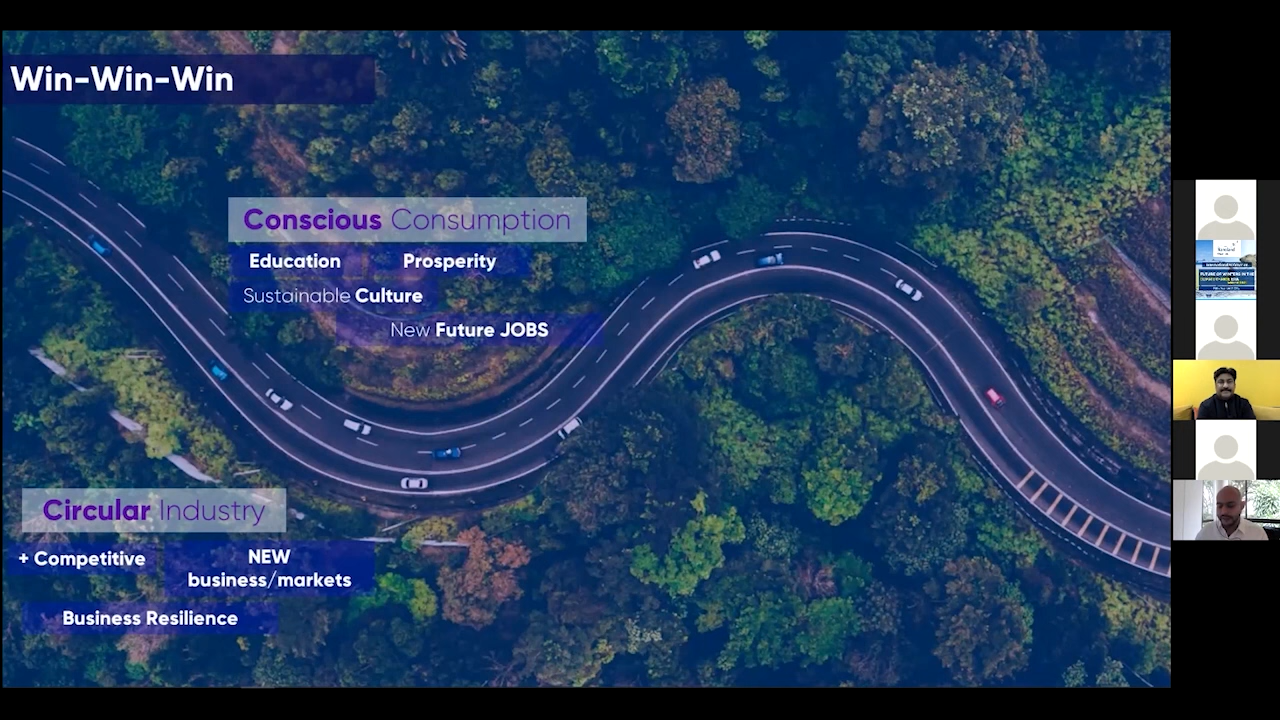 Win-Win-Win
Conscious Consumption
Education Prosperity
Sustainable Culture
New Future JOBS
Circular Industry
+ Competitive
NEW
business/markets
Business Resilience